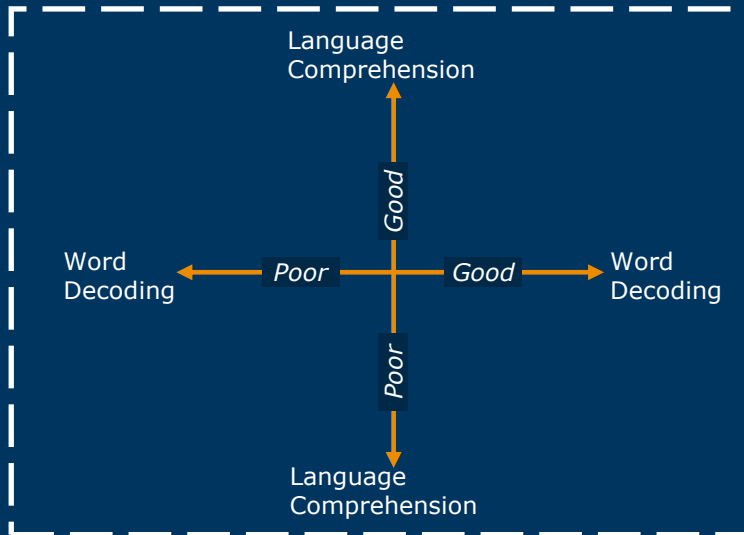 Language
Comprehension
Good
Word
Decoding
Poor
Good
Word
Decoding
Poor
Language
Comprehension